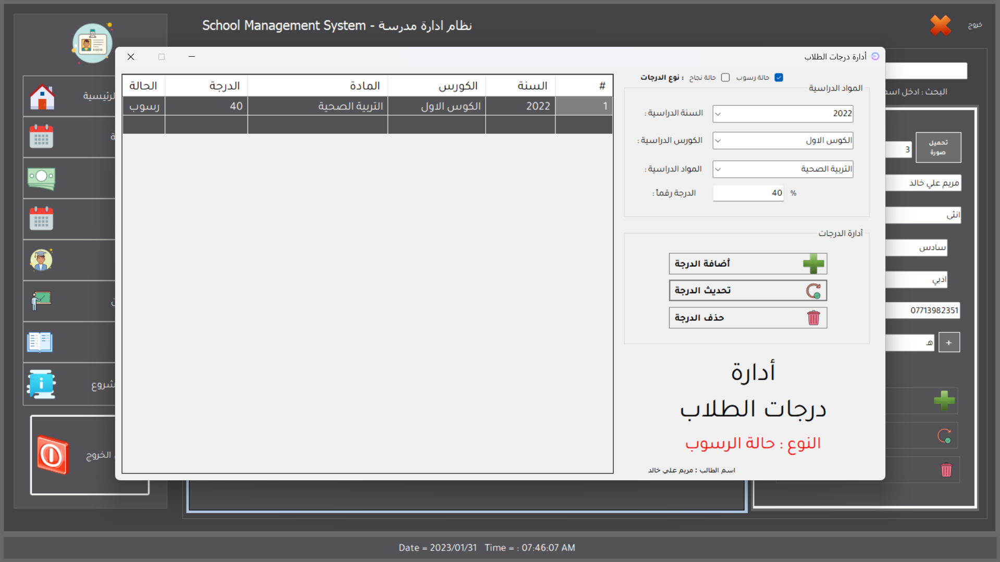 School Management System - نظام ادارة مدرسة
خروج
أدارة درجات الطلاب
نوع الدرجات :
حالة نجاح
حالة رسوب
المواد الدراسية
السنة الدراسية :
2022
الكورس الدراسية :
الكوس الاول
المواد الدراسية :
التربية الصحية
الدرجة رقماً :
40
%
أدارة الدرجات
أضافة الدرجة
تحديث الدرجة
حذف الدرجة
أدارة
درجات الطلاب
النوع : حالة الرسوب
اسم الطالب : مريم علي خالد
# السنة الكورس المادة الدرجة الحالة
1 2022 الكوس الاول التربية الصحية 40 رسوب
البحث : ادخل
تحميل
صورة
3
مريم علي خالد
انثى
سادس
ادبي
07713982351
هـ
+
الخروج
Date = 2023/01/31 Time = : 07:46:07 AM